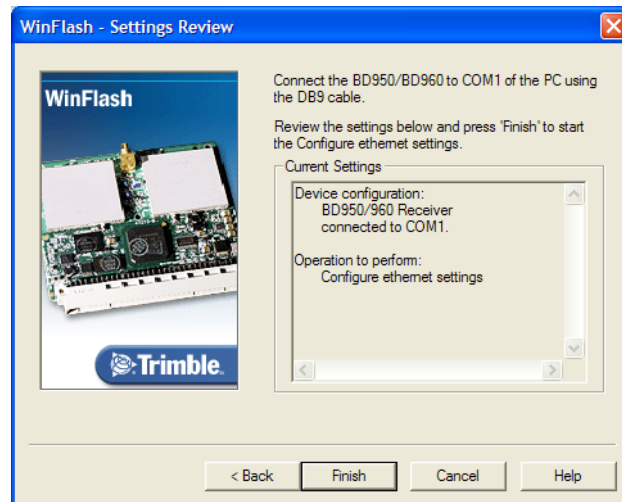 WinFlash - Settings Review
WinFlash
Trimble.
Connect the BD950/BD960 to COM1 of the PC using
the DB9 cable.
Review the settings below and press 'Finish' to start
the Configure ethernet settings.
Current Settings
Device configuration:
BD950/960 Receiver
connected to COM1.
Operation to perform:
Configure ethernet settings
< Back
Finish
Cancel
Help